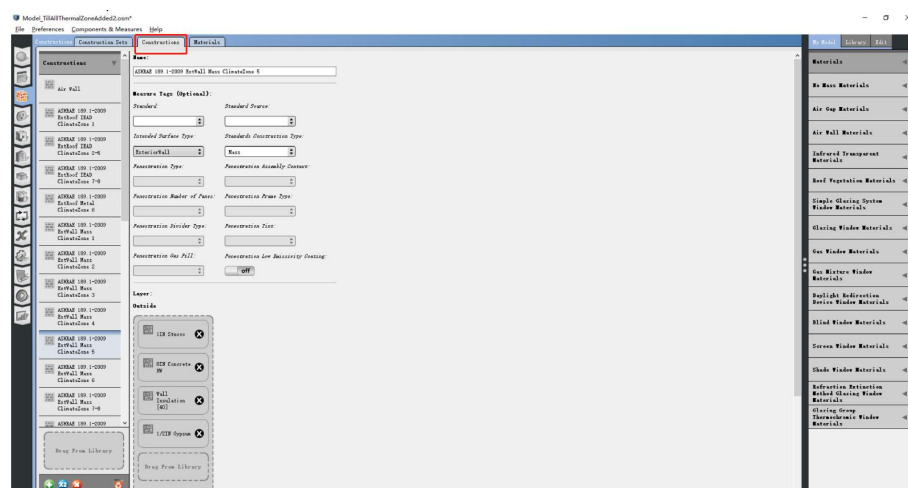 Model_TillAllThermalZoneAdded2.osm*
File Preferences Components & Measures Help
Constructions Construction Sets Constructions Materials
My Model Library Edit
Constructions
Air Wall
ASHRAE 189.1-2009
ExtRoof IEAD
ClimateZone 1
ASHRAE 189.1-2009
ExtRoof IEAD
ClimateZone 2-5
ASHRAE 189.1-2009
ExtRoof IEAD
ClimateZone 7-8
ASHRAE 189.1-2009
ExtRoof Metal
ClimateZone 6
ASHRAE 189.1-2009
ExtWall Mass
ClimateZone 1
ASHRAE 189.1-2009
ExtWall Mass
ClimateZone 2
ASHRAE 189.1-2009
ExtWall Mass
ClimateZone 3
ASHRAE 189.1-2009
ExtWall Mass
ClimateZone 4
ASHRAE 189.1-2009
ExtWall Mass
ClimateZone 5
ASHRAE 189.1-2009
ExtWall Mass
ClimateZone 6
ASHRAE 189.1-2009
ExtWall Mass
ClimateZone 7-8
ASHRAE 189.1-2009
Drag From Library
Name:
ASHRAE 189.1-2009 ExtWall Mass ClimateZone 5
Measure Tags (Optional):
Standard: Standard Source:
Intended Surface Type: Standards Construction Type:
ExteriorWall Mass
Fenestration Type: Fenestration Assembly Context:
Fenestration Number of Panes: Fenestration Frame Type:
Fenestration Divider Type: Fenestration Tint:
Fenestration Gas Fill: Fenestration Low Emissivity Coating:
off
Layer:
Outside
1IN Stucco
8IN Concrete
HW
Wall
Insulation
[40]
1/2IN Gypsum
Drag From Library
Materials
No Mass Materials
Air Gap Materials
Air Wall Materials
Infrared Transparent
Materials
Roof Vegetation Materials
Simple Glazing System
Window Materials
Glazing Window Materials
Gas Window Materials
Gas Mixture Window
Materials
Daylight Redirection
Device Window Materials
Blind Window Materials
Screen Window Materials
Shade Window Materials
Refraction Extinction
Method Glazing Window
Materials
Glazing Group
Thermochromic Window
Materials